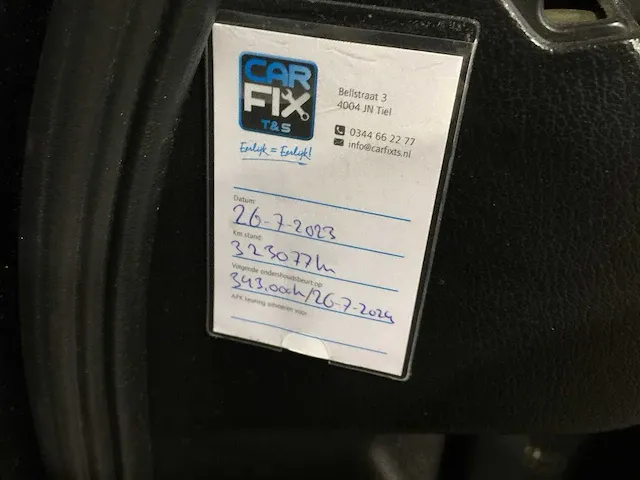 CAR
FIX
T&S
Eerlijk = Eerlijk!
Bellstraat 3
4004 JN Tiel
0344 66 22 77
info@carfixts.nl
Datum:
26-7-2023
Km stand:
323077km
Volgende onderhoudsbeurt op:
343.000km/26-7-2024
APK keuring uitvoeren voor: